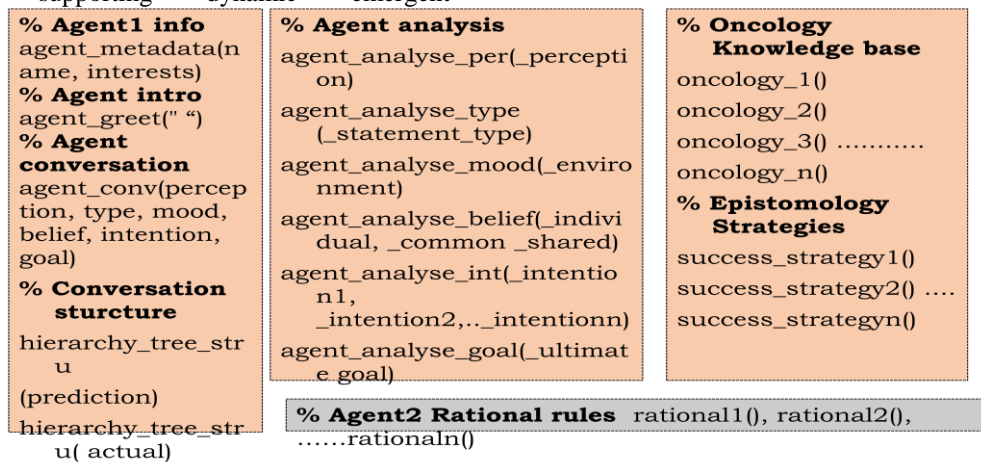 supporting dynamic emergent
% Agent1 info
agent_metadata(n
ame, interests)
% Agent intro
agent_greet(" “)
% Agent
conversation
agent_conv(percep
tion, type, mood,
belief, intention,
goal)
% Conversation
sturcture
hierarchy_tree_str
u
(prediction)
hierarchy_tree_str
u( actual)
% Agent analysis
agent_analyse_per(_percepti
on)
agent_analyse_type
(_statement_type)
agent_analyse_mood(_enviro
nment)
agent_analyse_belief(_indivi
dual, _common _shared)
agent_analyse_int(_intentio
n1,
_intention2,.._intentionn)
agent_analyse_goal(_ultimat
e goal)
% Oncology
Knowledge base
oncology_1()
oncology_2()
oncology_3() ...........
oncology_n()
% Epistomology
Strategies
success_strategy1()
success_strategy2() ....
success_strategyn()
% Agent2 Rational rules rational1(), rational2(),
......rationaln()